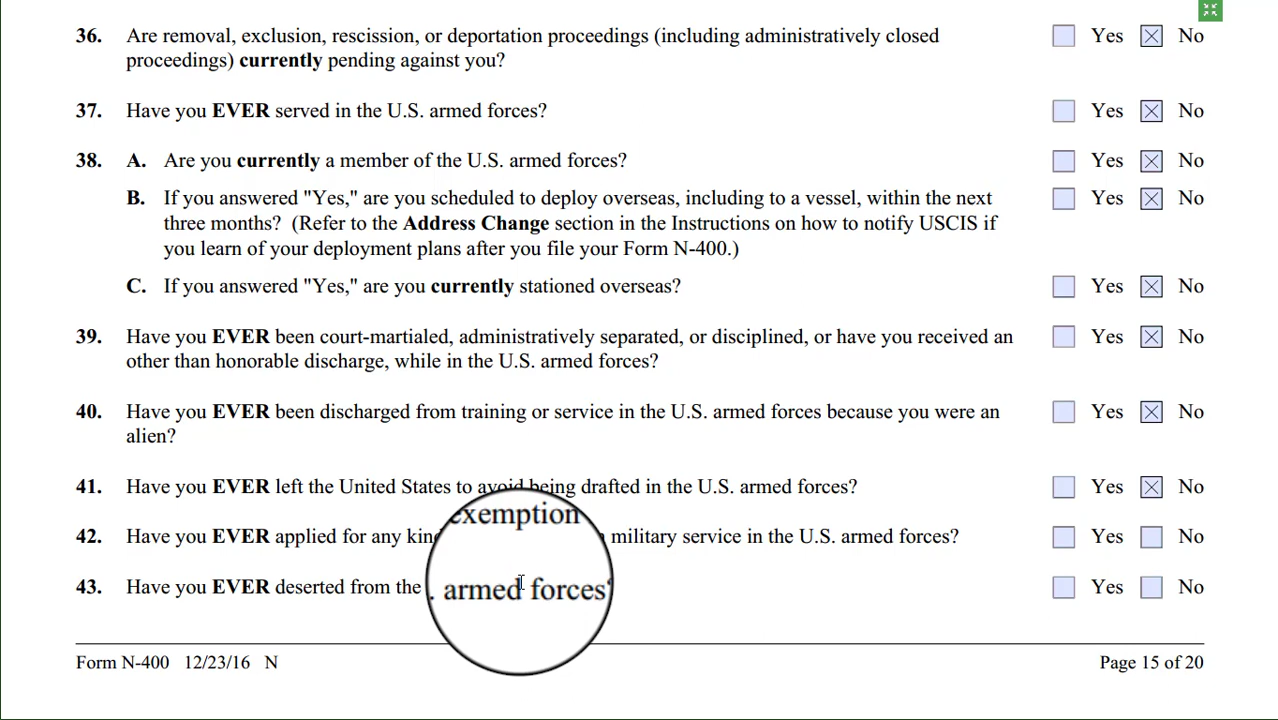 36. Are removal, exclusion, rescission, or deportation proceedings (including administratively closed Yes No
proceedings) currently pending against you?
37. Have you EVER served in the U.S. armed forces? Yes No
38. A. Are you currently a member of the U.S. armed forces? Yes No
B. If you answered "Yes," are you scheduled to deploy overseas, including to a vessel, within the next Yes No
three months? (Refer to the Address Change section in the Instructions on how to notify USCIS if
you learn of your deployment plans after you file your Form N-400.)
C. If you answered "Yes," are you currently stationed overseas? Yes No
39. Have you EVER been court-martialed, administratively separated, or disciplined, or have you received an Yes No
other than honorable discharge, while in the U.S. armed forces?
40. Have you EVER been discharged from training or service in the U.S. armed forces because you were an Yes No
alien?
41. Have you EVER left the United States to avoid being drafted in the U.S. armed forces? Yes No
42. Have you EVER applied for any exemption military service in the U.S. armed forces? Yes No
43. Have you EVER deserted from the armed forces Yes No
Form N-400 12/23/16 N Page 15 of 20